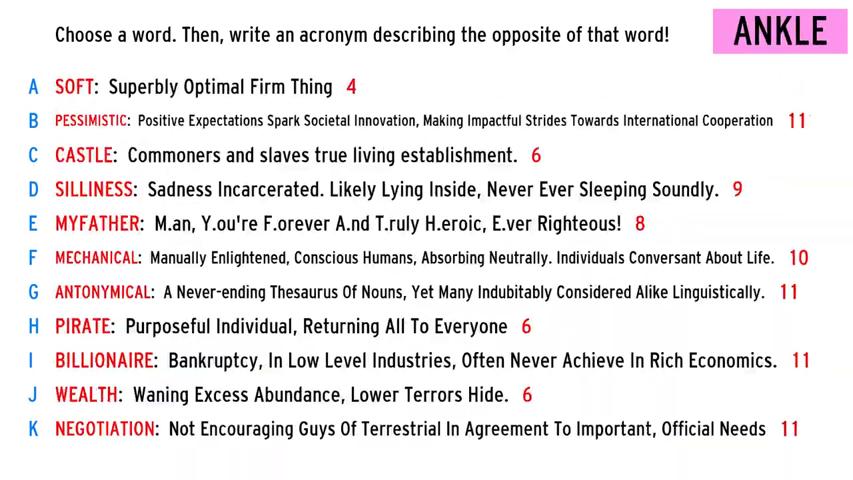 Choose a word. Then, write an acronym describing the opposite of that word!
ANKLE
A SOFT: Superbly Optimal Firm Thing 4
B PESSIMISTIC: Positive Expectations Spark Societal Innovation, Making Impactful Strides Towards International Cooperation 11
C CASTLE: Commoners and slaves true living establishment. 6
D SILLINESS: Sadness Incarcerated. Likely Lying Inside, Never Ever Sleeping Soundly. 9
E MYFATHER: M.an, Y.ou're F.orever A.nd T.ruly H.eroic, E.ver Righteous! 8
F MECHANICAL: Manually Enlightened, Conscious Humans, Absorbing Neutrally. Individuals Conversant About Life. 10
G ANTONYMICAL: A Never-ending Thesaurus Of Nouns, Yet Many Indubitably Considered Alike Linguistically. 11
H PIRATE: Purposeful Individual, Returning All To Everyone 6
I BILLIONAIRE: Bankruptcy, In Low Level Industries, Often Never Achieve In Rich Economics. 11
J WEALTH: Waning Excess Abundance, Lower Terrors Hide. 6
K NEGOTIATION: Not Encouraging Guys Of Terrestrial In Agreement To Important, Official Needs 11